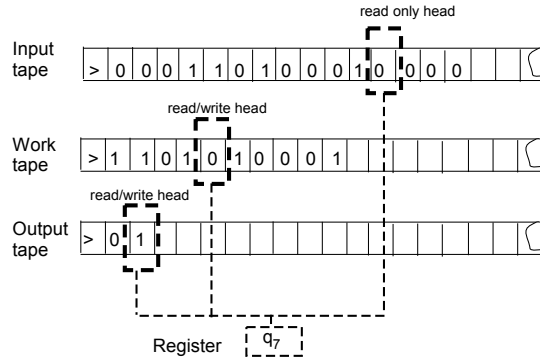 read only head
Input tape
> 0 0 0 1 1 0 1 0 0 0 1 0 0 0 0
read/write head
Work tape
> 1 1 0 1 0 1 0 0 0 1
read/write head
Output tape
> 0 1
Register q7